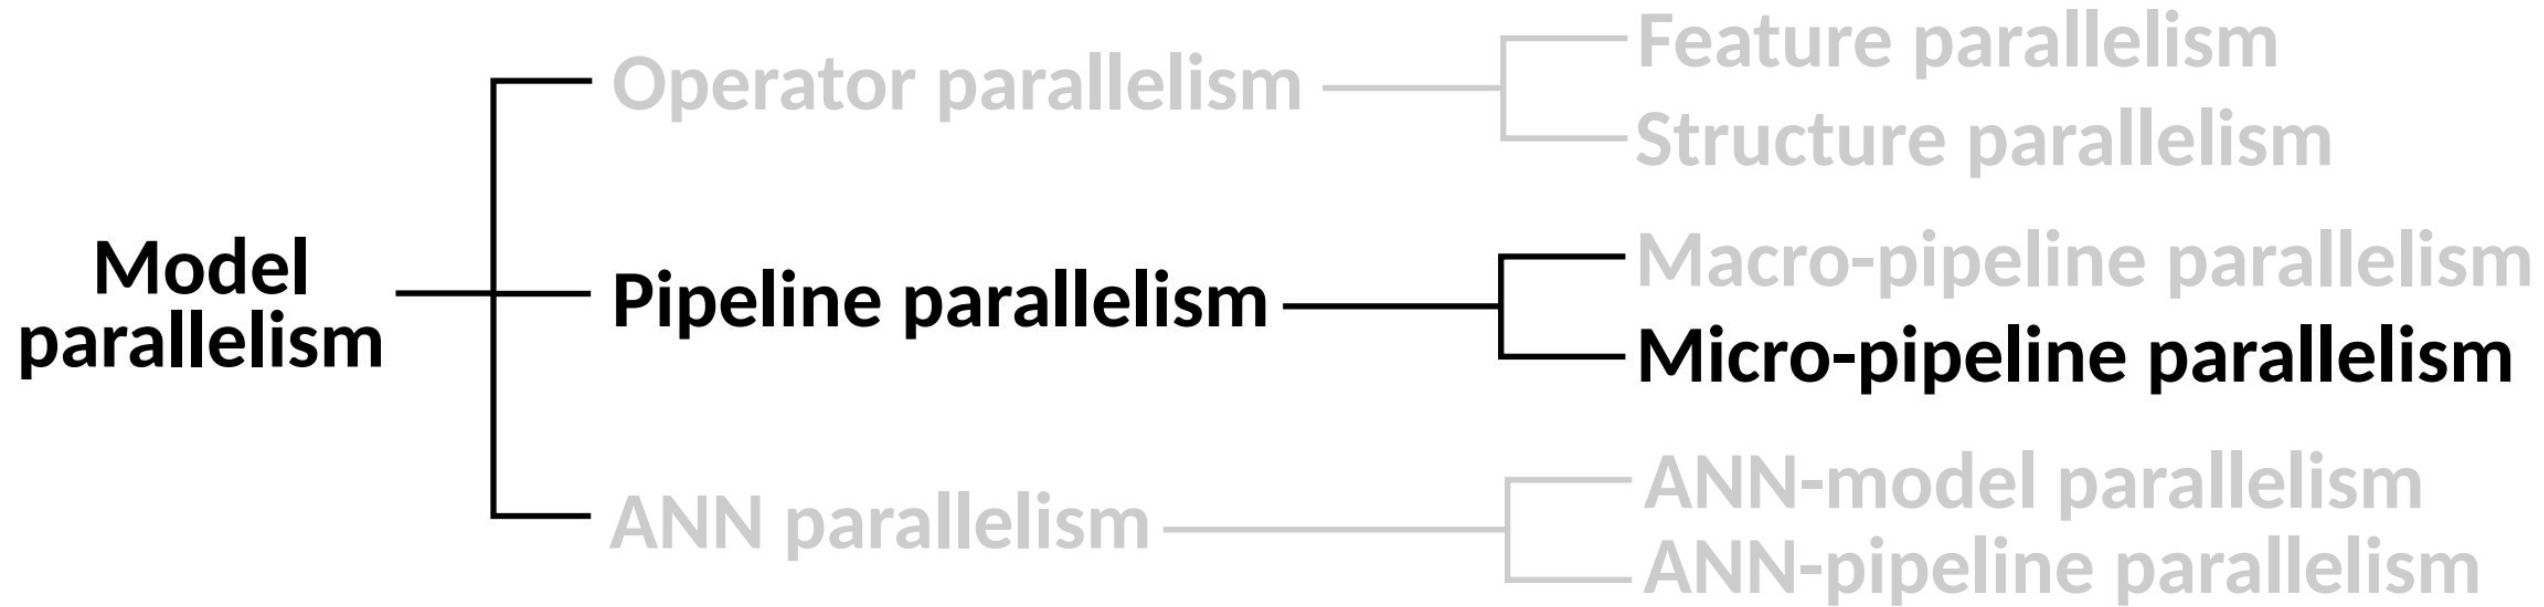 Model
parallelism
Operator parallelism
Feature parallelism
Structure parallelism
Pipeline parallelism
Macro-pipeline parallelism
Micro-pipeline parallelism
ANN parallelism
ANN-model parallelism
ANN-pipeline parallelism